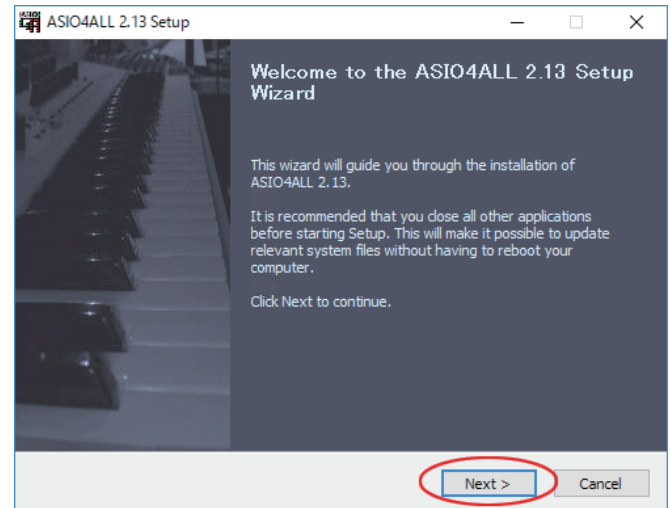 ASIO4ALL 2.13 Setup
Welcome to the ASIO4ALL 2.13 Setup
Wizard
This wizard will guide you through the installation of
ASIO4ALL 2.13.
It is recommended that you close all other applications
before starting Setup. This will make it possible to update
relevant system files without having to reboot your
computer.
Click Next to continue.
Next >
Cancel